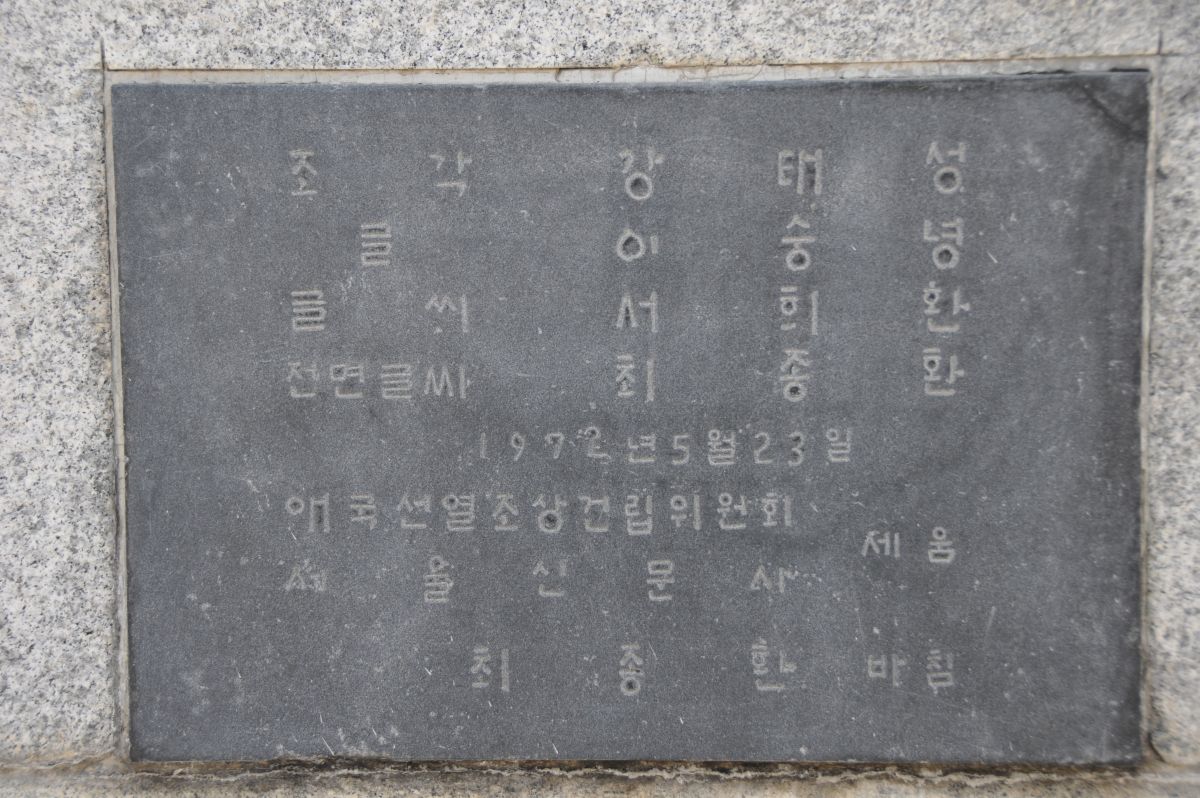 조 각 강 태 성
글 이 숭 녕
글 씨 서 희 환
전면글씨 최 종 환
1972년5월23일
애국선열조상건립위원회
세 움
서 울 신 문 사
최 종 환 바 침